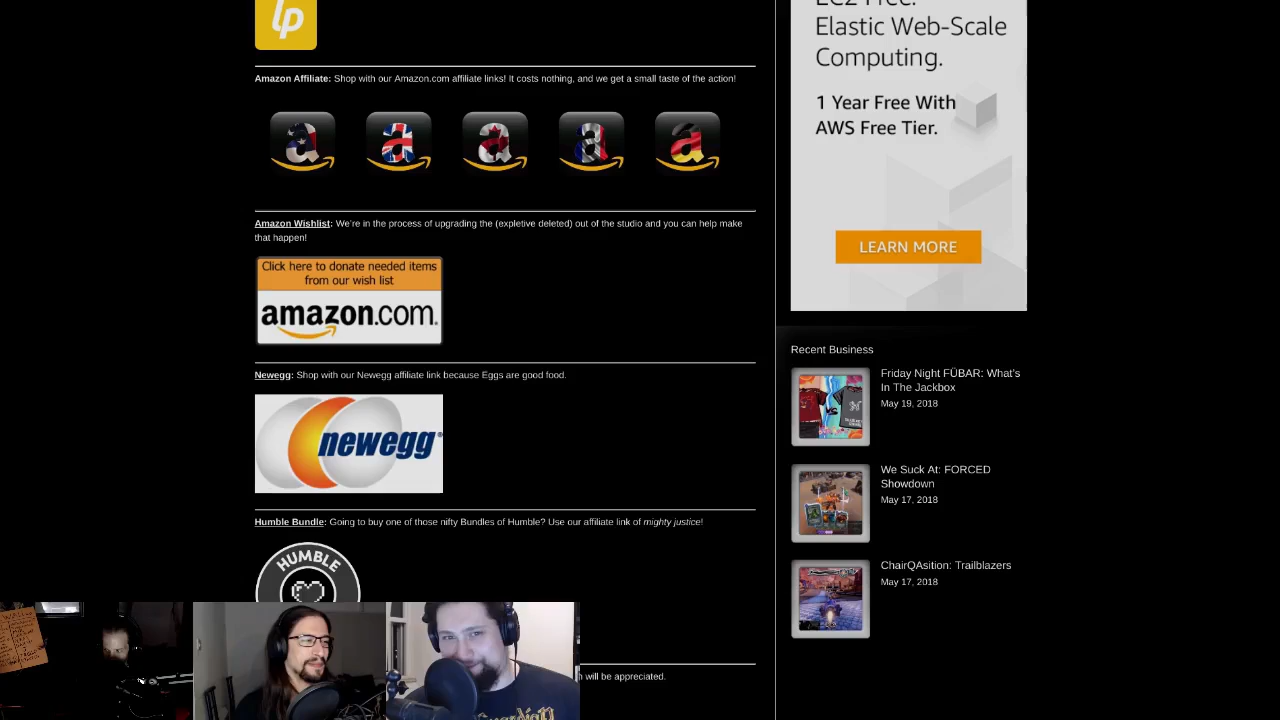 lp
Amazon Affiliate: Shop with our Amazon.com affiliate links! It costs nothing, and we get a small taste of the action!
a a a a a
Amazon Wishlist: We're in the process of upgrading the (expletive deleted) out of the studio and you can help make
that happen!
Click here to donate needed items
from our wish list
amazon.com.
Newegg: Shop with our Newegg affiliate link because Eggs are good food.
newegg®
Humble Bundle: Going to buy one of those nifty Bundles of Humble? Use our affiliate link of mighty justice!
HUMBLE
will be appreciated.
EC2 Free.
Elastic Web-Scale
Computing.
1 Year Free With
AWS Free Tier.
LEARN MORE
Recent Business
Friday Night FÜBAR: What's
In The Jackbox
May 19, 2018
VS
We Suck At: FORCED
Showdown
May 17, 2018
ChairQAsition: Trailblazers
May 17, 2018